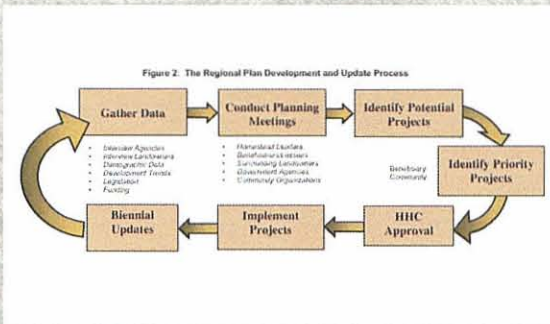 Figure 2: The Regional Plan Development and Update Process
Gather Data
Conduct Planning
Meetings
Identify Potential
Projects
• Interview Agencies
• Interview Landowners
• Demographic Data
• Development Trends
• Legislation
• Funding
• Homestead Leaders
• Beneficiaries/Lessees
• Surrounding Landowners
• Government Agencies
• Community Organizations
Beneficiary
Community
Identify Priority
Projects
Biennial
Updates
Implement
Projects
HHC
Approval